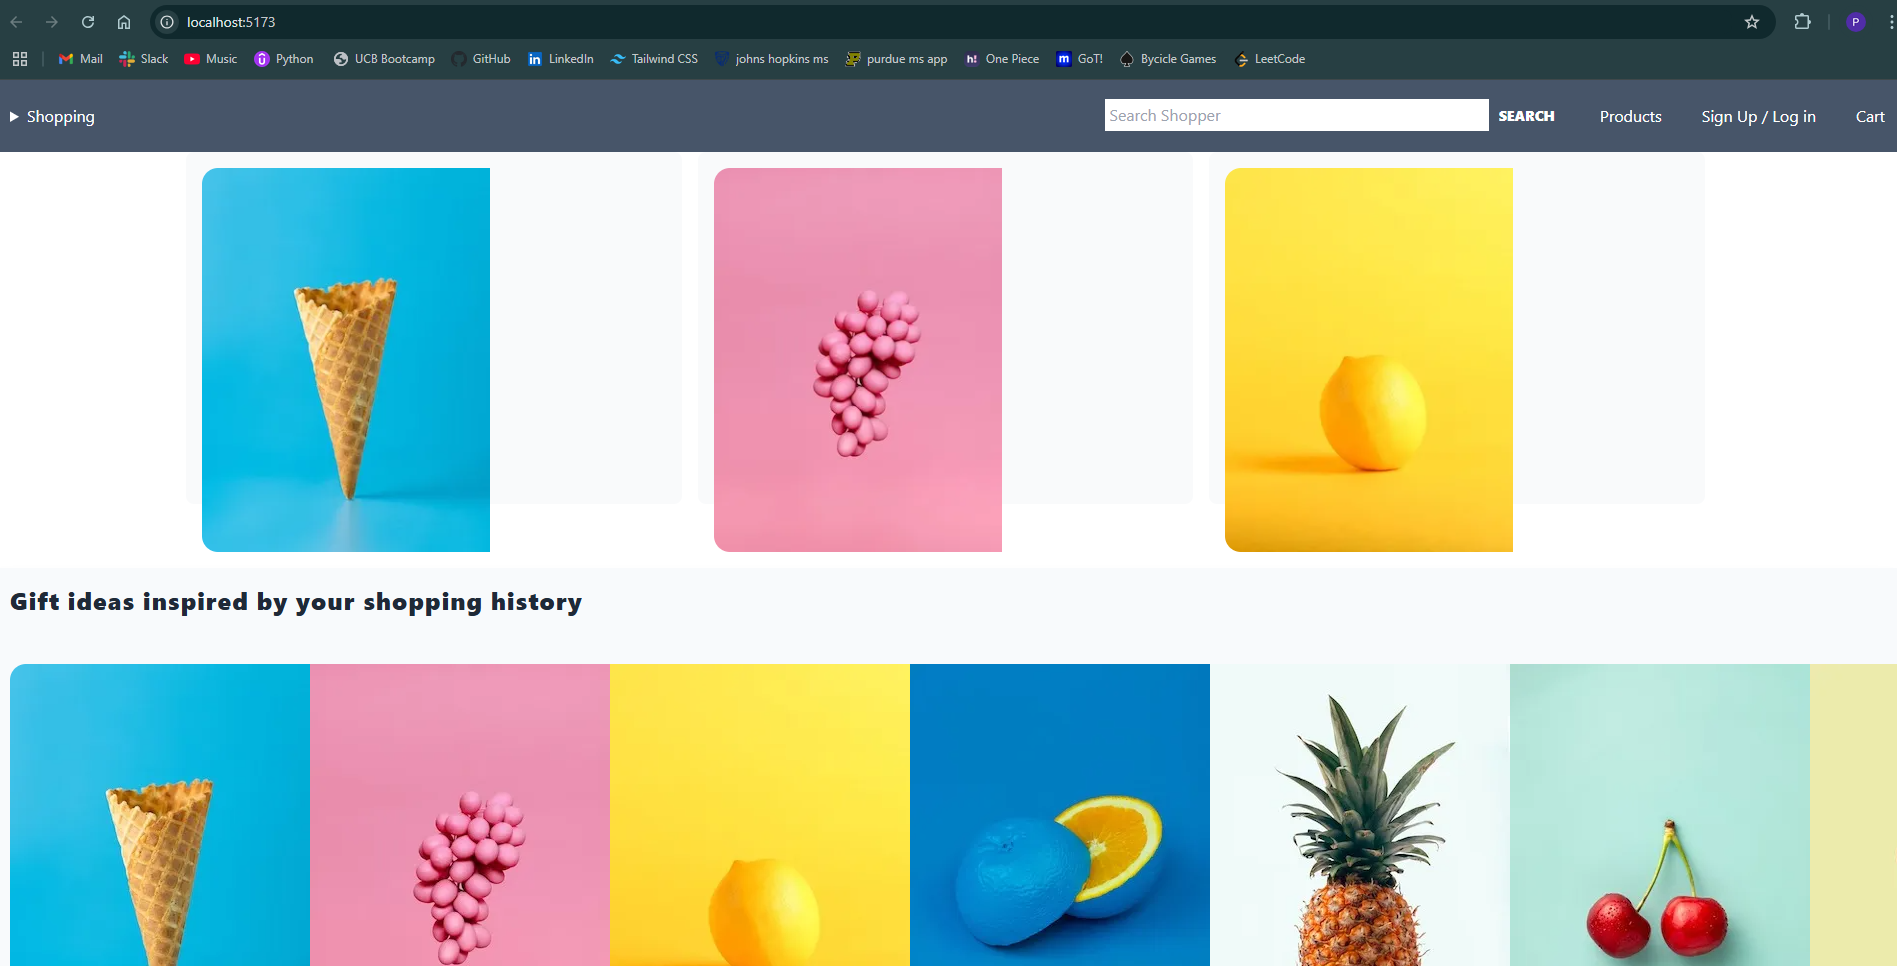 localhost:5173
P
Mail Slack Music Python UCB Bootcamp GitHub LinkedIn Tailwind CSS johns hopkins ms purdue ms app h! One Piece m GoT! Bycicle Games LeetCode
Shopping Search Shopper SEARCH Products Sign Up / Log in Cart
Gift ideas inspired by your shopping history